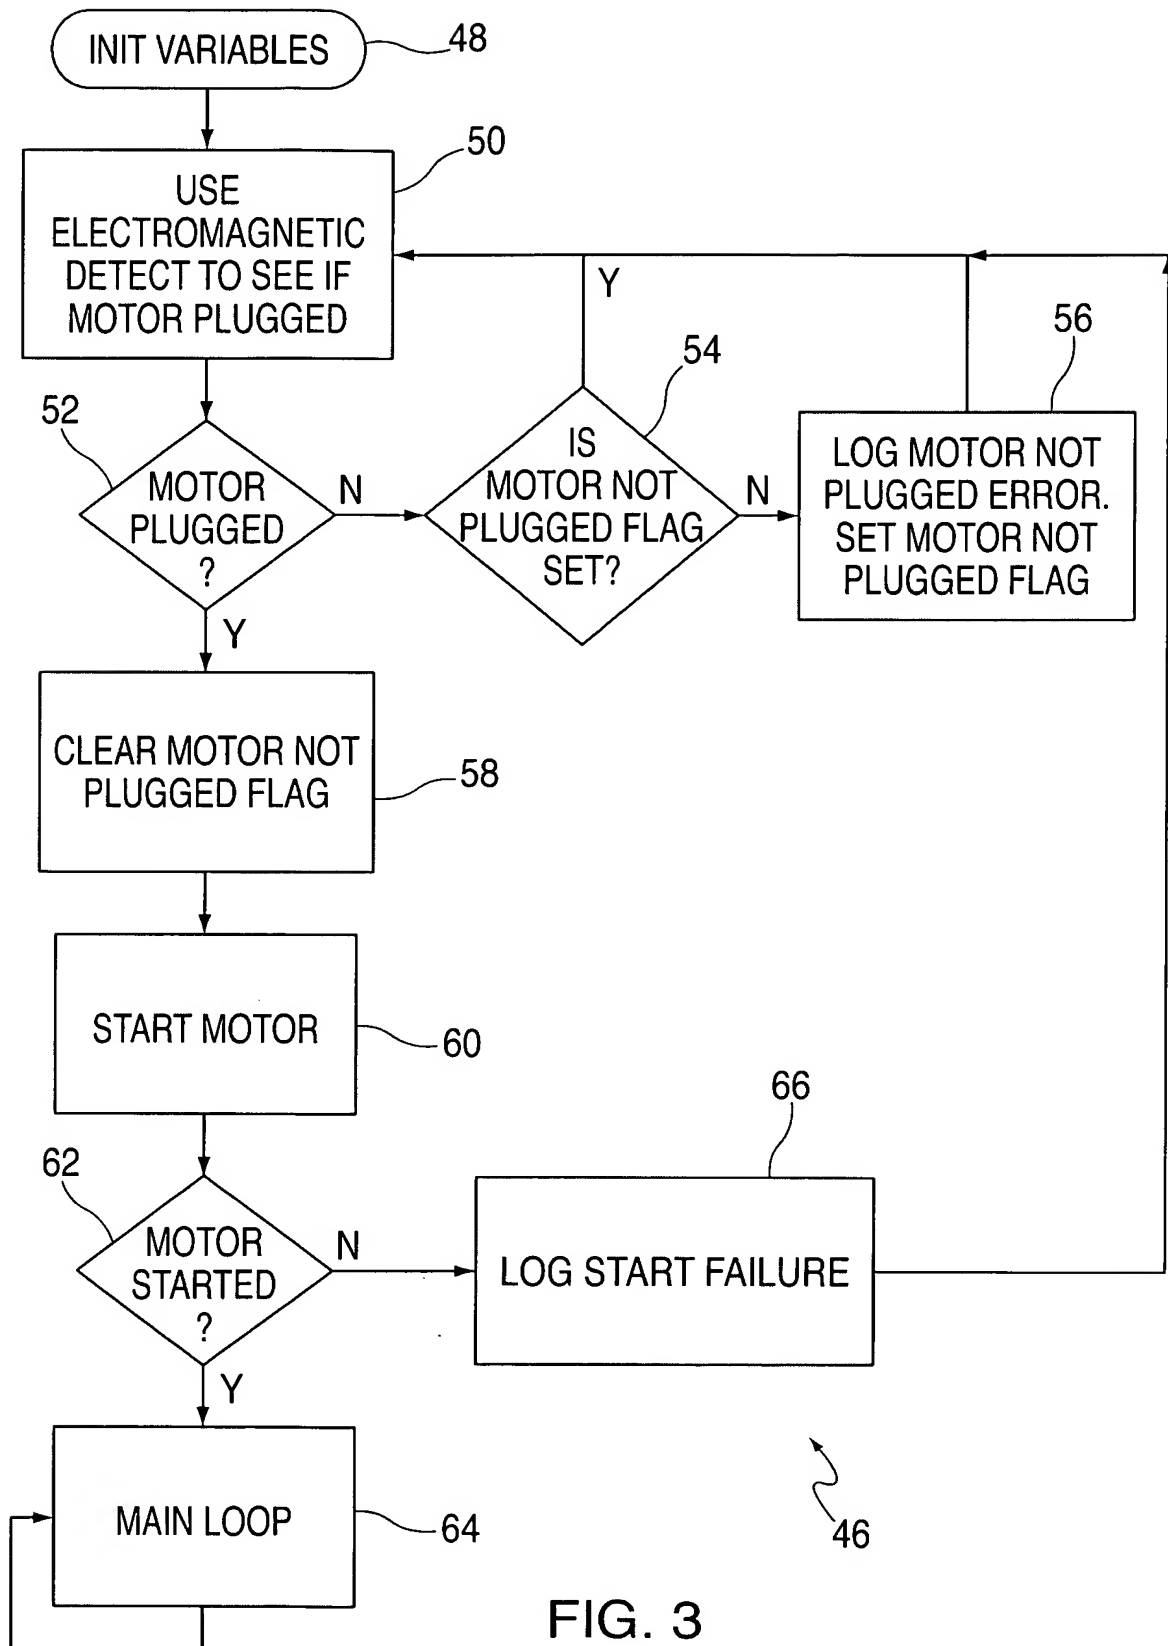 INIT VARIABLES
48
USE
ELECTROMAGNETIC
DETECT TO SEE IF
MOTOR PLUGGED
50
52
MOTOR
PLUGGED
?
N
Y
IS
MOTOR NOT
PLUGGED FLAG
SET?
54
Y
N
56
LOG MOTOR NOT
PLUGGED ERROR.
SET MOTOR NOT
PLUGGED FLAG
CLEAR MOTOR NOT
PLUGGED FLAG
58
START MOTOR
60
62
MOTOR
STARTED
?
N
Y
66
LOG START FAILURE
MAIN LOOP
64
46
FIG. 3